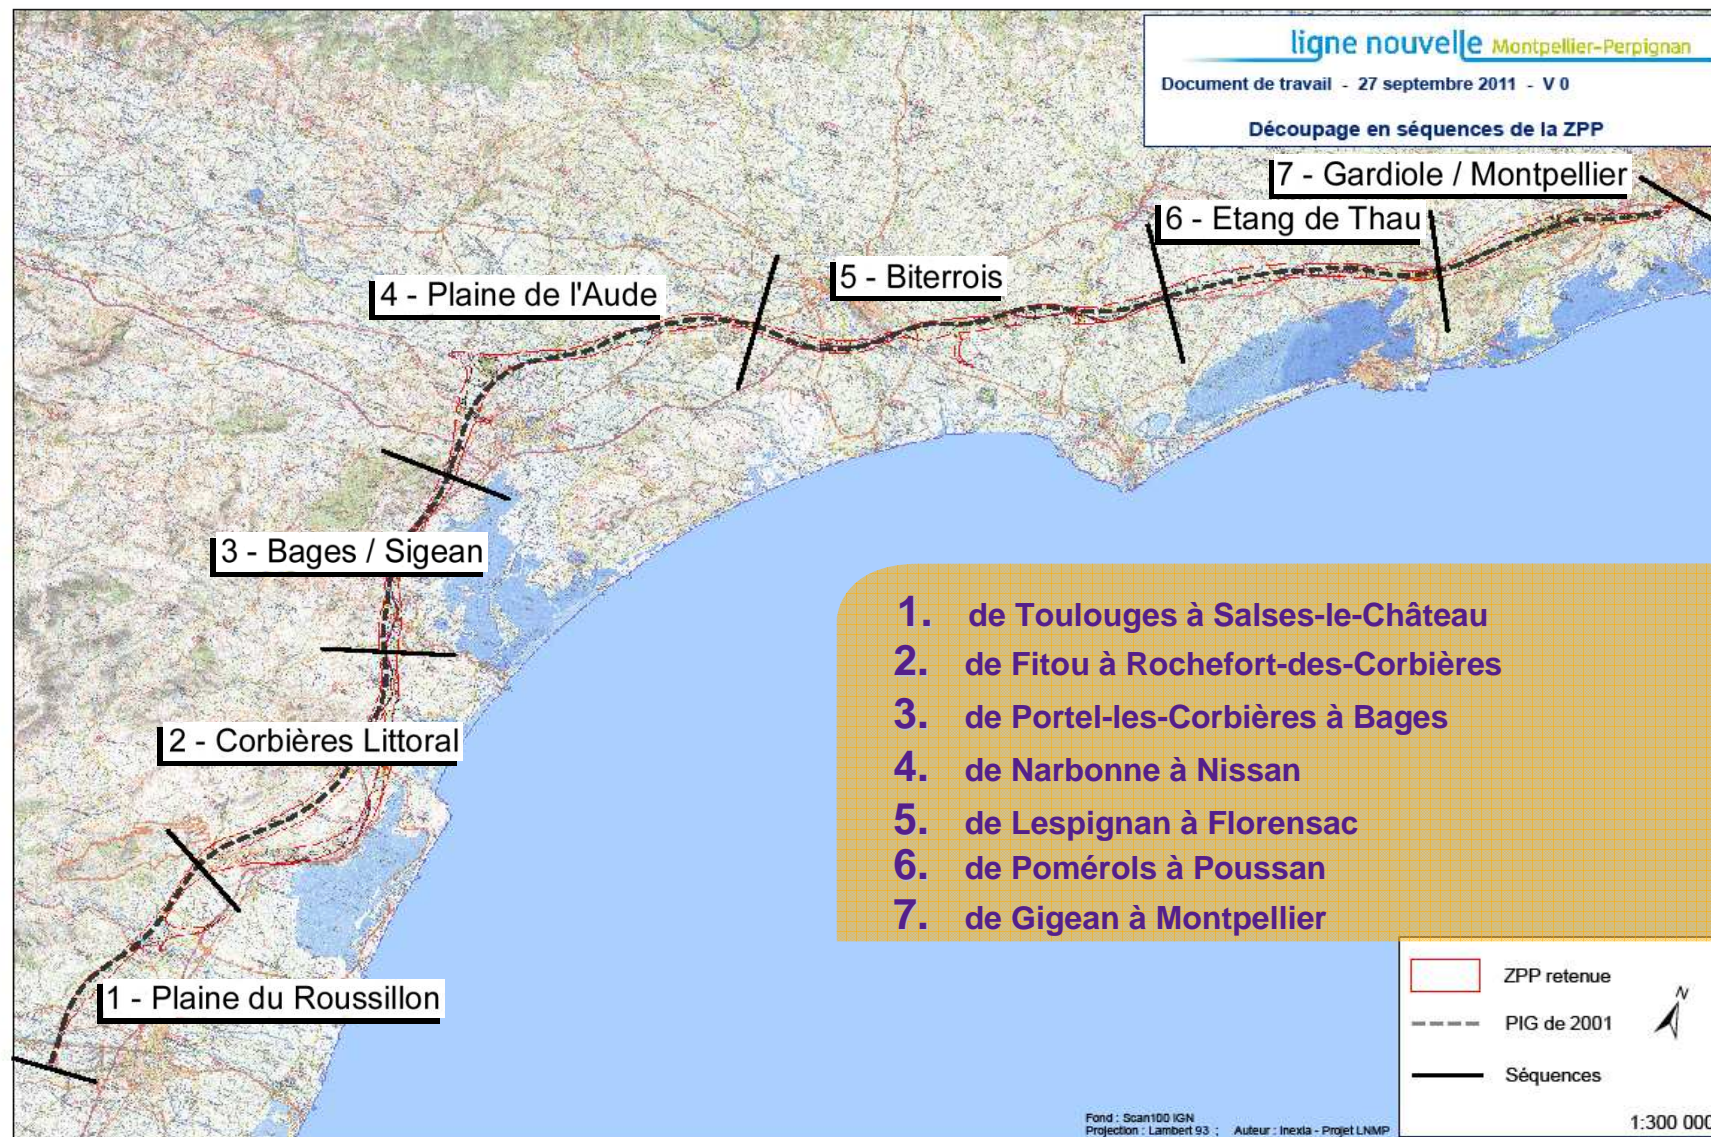 ligne nouvelle Montpellier-Perpignan
Document de travail - 27 septembre 2011 - V 0
Découpage en séquences de la ZPP
7 - Gardiole / Montpellier
6 - Etang de Thau
5 - Biterrois
4 - Plaine de l'Aude
3 - Bages / Sigean
2 - Corbières Littoral
1 - Plaine du Roussillon
1. de Toulouges à Salses-le-Château
2. de Fitou à Rochefort-des-Corbières
3. de Portel-les-Corbières à Bages
4. de Narbonne à Nissan
5. de Lespignan à Florensac
6. de Pomérols à Poussan
7. de Gigean à Montpellier
ZPP retenue
N
PIG de 2001
Séquences
1:300 000
Fond : Scan100 IGN
Projection : Lambert 93 ; Auteur : Inexia - Projet LNMP